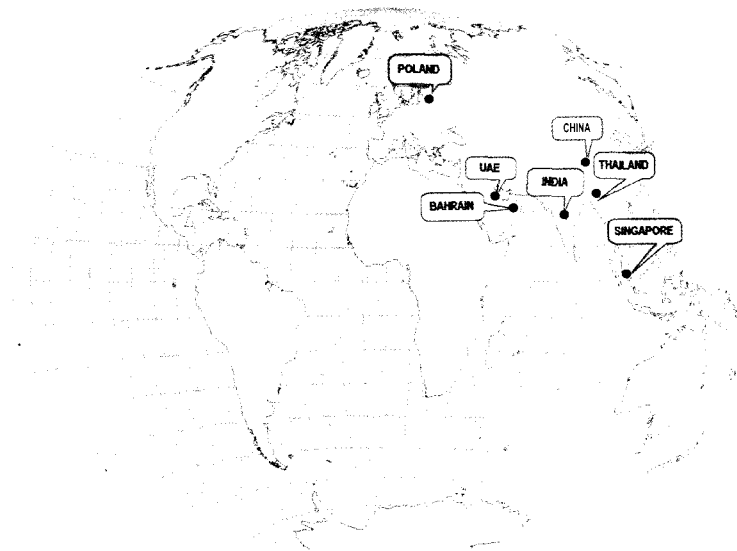 POLAND
CHINA
THAILAND
UAE
INDIA
BAHRAIN
SINGAPORE